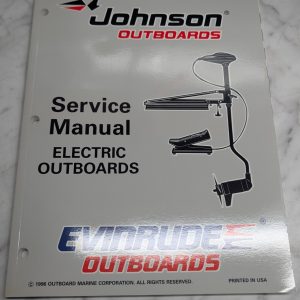 Johnson
OUTBOARDS
Service
Manual
ELECTRIC
OUTBOARDS
EVINRUDE
OUTBOARDS
© 1996 OUTBOARD MARINE CORPORATION. ALL RIGHTS RESERVED. PRINTED IN USA